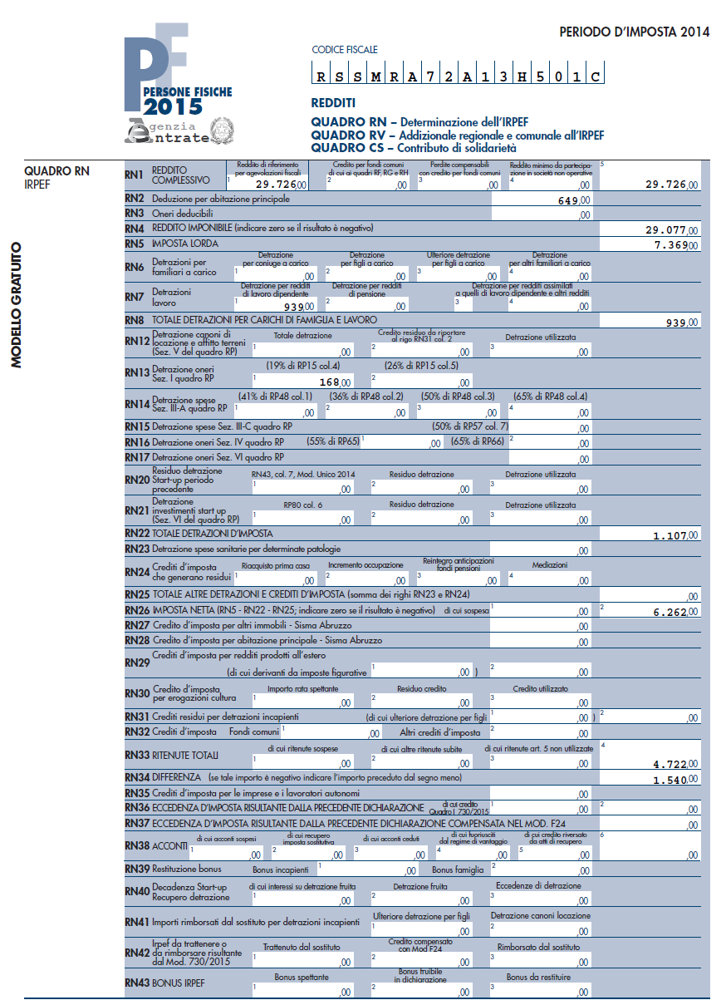 PERIODO D'IMPOSTA 2014
CODICE FISCALE
R S S M R A 7 2 A 1 3 H 5 0 1 C
PF
PERSONE FISICHE
2015
Agenzia
Entrate
REDDITI
QUADRO RN – Determinazione dell'IRPEF
QUADRO RV – Addizionale regionale e comunale all'IRPEF
QUADRO CS – Contributo di solidarietà
MODELLO GRATUITO
QUADRO RN
IRPEF
Reddito di riferimento per agevolazioni fiscali Credito per fondi comuni di cui ai quadri RF, RG e RH Perdite compensabili con credito per fondi comuni Reddito minimo da partecipazione in società non operative
RN1 REDDITO COMPLESSIVO 1 29.726,00 2 ,00 3 ,00 4 ,00 5 29.726,00
RN2 Deduzione per abitazione principale 649,00
RN3 Oneri deducibili ,00
RN4 REDDITO IMPONIBILE (indicare zero se il risultato è negativo) 29.077,00
RN5 IMPOSTA LORDA 7.369,00
Detrazione per coniuge a carico Detrazione per figli a carico Ulteriore detrazione per figli a carico Detrazione per altri familiari a carico
RN6 Detrazioni per familiari a carico 1 ,00 2 ,00 3 ,00 4 ,00
Detrazione per redditi di lavoro dipendente Detrazione per redditi di pensione Detrazione per redditi assimilati a quelli di lavoro dipendente e altri redditi
RN7 Detrazioni lavoro 1 939,00 2 ,00 3 4 ,00
RN8 TOTALE DETRAZIONI PER CARICHI DI FAMIGLIA E LAVORO 939,00
Totale detrazione Credito residuo da riportare al rigo RN31 col. 2 Detrazione utilizzata
RN12 Detrazione canoni di locazione e affitto terreni (Sez. V del quadro RP) 1 ,00 2 ,00 3 ,00
(19% di RP15 col.4) (26% di RP15 col.5)
RN13 Detrazione oneri Sez. I quadro RP 1 168,00 2 ,00
(41% di RP48 col.1) (36% di RP48 col.2) (50% di RP48 col.3) (65% di RP48 col.4)
RN14 Detrazione spese Sez. III-A quadro RP 1 ,00 2 ,00 3 ,00 4 ,00
RN15 Detrazione spese Sez. III-C quadro RP (50% di RP57 col. 7) ,00
RN16 Detrazione oneri Sez. IV quadro RP (55% di RP65) 1 ,00 (65% di RP66) 2 ,00
RN17 Detrazione oneri Sez. VI quadro RP ,00
RN43, col. 7, Mod. Unico 2014 Residuo detrazione Detrazione utilizzata
RN20 Residuo detrazione Start-up periodo precedente 1 ,00 2 ,00 3 ,00
RP80 col. 6 Residuo detrazione Detrazione utilizzata
RN21 Detrazione investimenti start up (Sez. VI del quadro RP) 1 ,00 2 ,00 3 ,00
RN22 TOTALE DETRAZIONI D'IMPOSTA 1.107,00
RN23 Detrazione spese sanitarie per determinate patologie ,00
Riacquisto prima casa Incremento occupazione Reintegro anticipazioni fondi pensioni Mediazioni
RN24 Crediti d'imposta che generano residui 1 ,00 2 ,00 3 ,00 4 ,00
RN25 TOTALE ALTRE DETRAZIONI E CREDITI D'IMPOSTA (somma dei righi RN23 e RN24) ,00
RN26 IMPOSTA NETTA (RN5 - RN22 - RN25; indicare zero se il risultato è negativo) di cui sospesa 1 ,00 2 6.262,00
RN27 Credito d'imposta per altri immobili - Sisma Abruzzo ,00
RN28 Credito d'imposta per abitazione principale - Sisma Abruzzo ,00
RN29 Crediti d'imposta per redditi prodotti all'estero
(di cui derivanti da imposte figurative 1 ,00 ) 2 ,00
Importo rata spettante Residuo credito Credito utilizzato
RN30 Credito d'imposta per erogazioni cultura 1 ,00 2 ,00 3 ,00
RN31 Crediti residui per detrazioni incapienti (di cui ulteriore detrazione per figli 1 ,00 ) 2 ,00
RN32 Crediti d'imposta Fondi comuni 1 ,00 Altri crediti d'imposta 2 ,00
di cui ritenute sospese di cui altre ritenute subite di cui ritenute art. 5 non utilizzate
RN33 RITENUTE TOTALI 1 ,00 2 ,00 3 ,00 4 4.722,00
RN34 DIFFERENZA (se tale importo è negativo indicare l'importo preceduto dal segno meno) 1.540,00
RN35 Crediti d'imposta per le imprese e i lavoratori autonomi ,00
RN36 ECCEDENZA D'IMPOSTA RISULTANTE DALLA PRECEDENTE DICHIARAZIONE di cui credito Quadro I 730/2015 1 ,00 2 ,00
RN37 ECCEDENZA D'IMPOSTA RISULTANTE DALLA PRECEDENTE DICHIARAZIONE COMPENSATA NEL MOD. F24 ,00
di cui acconti sospesi di cui recupero imposta sostitutiva di cui acconti ceduti di cui fuoriusciti dal regime di vantaggio di cui credito riversato da atti di recupero
RN38 ACCONTI 1 ,00 2 ,00 3 ,00 4 ,00 5 ,00 6 ,00
RN39 Restituzione bonus Bonus incapienti 1 ,00 Bonus famiglia 2 ,00
di cui interessi su detrazione fruita Detrazione fruita Eccedenze di detrazione
RN40 Decadenza Start-up Recupero detrazione 1 ,00 2 ,00 3 ,00
Ulteriore detrazione per figli Detrazione canoni locazione
RN41 Importi rimborsati dal sostituto per detrazioni incapienti 1 ,00 2 ,00
Trattenuto dal sostituto Credito compensato con Mod F24 Rimborsato dal sostituto
RN42 Irpef da trattenere o da rimborsare risultante dal Mod. 730/2015 1 ,00 2 ,00 3 ,00
Bonus spettante Bonus fruibile in dichiarazione Bonus da restituire
RN43 BONUS IRPEF 1 ,00 2 ,00 3 ,00